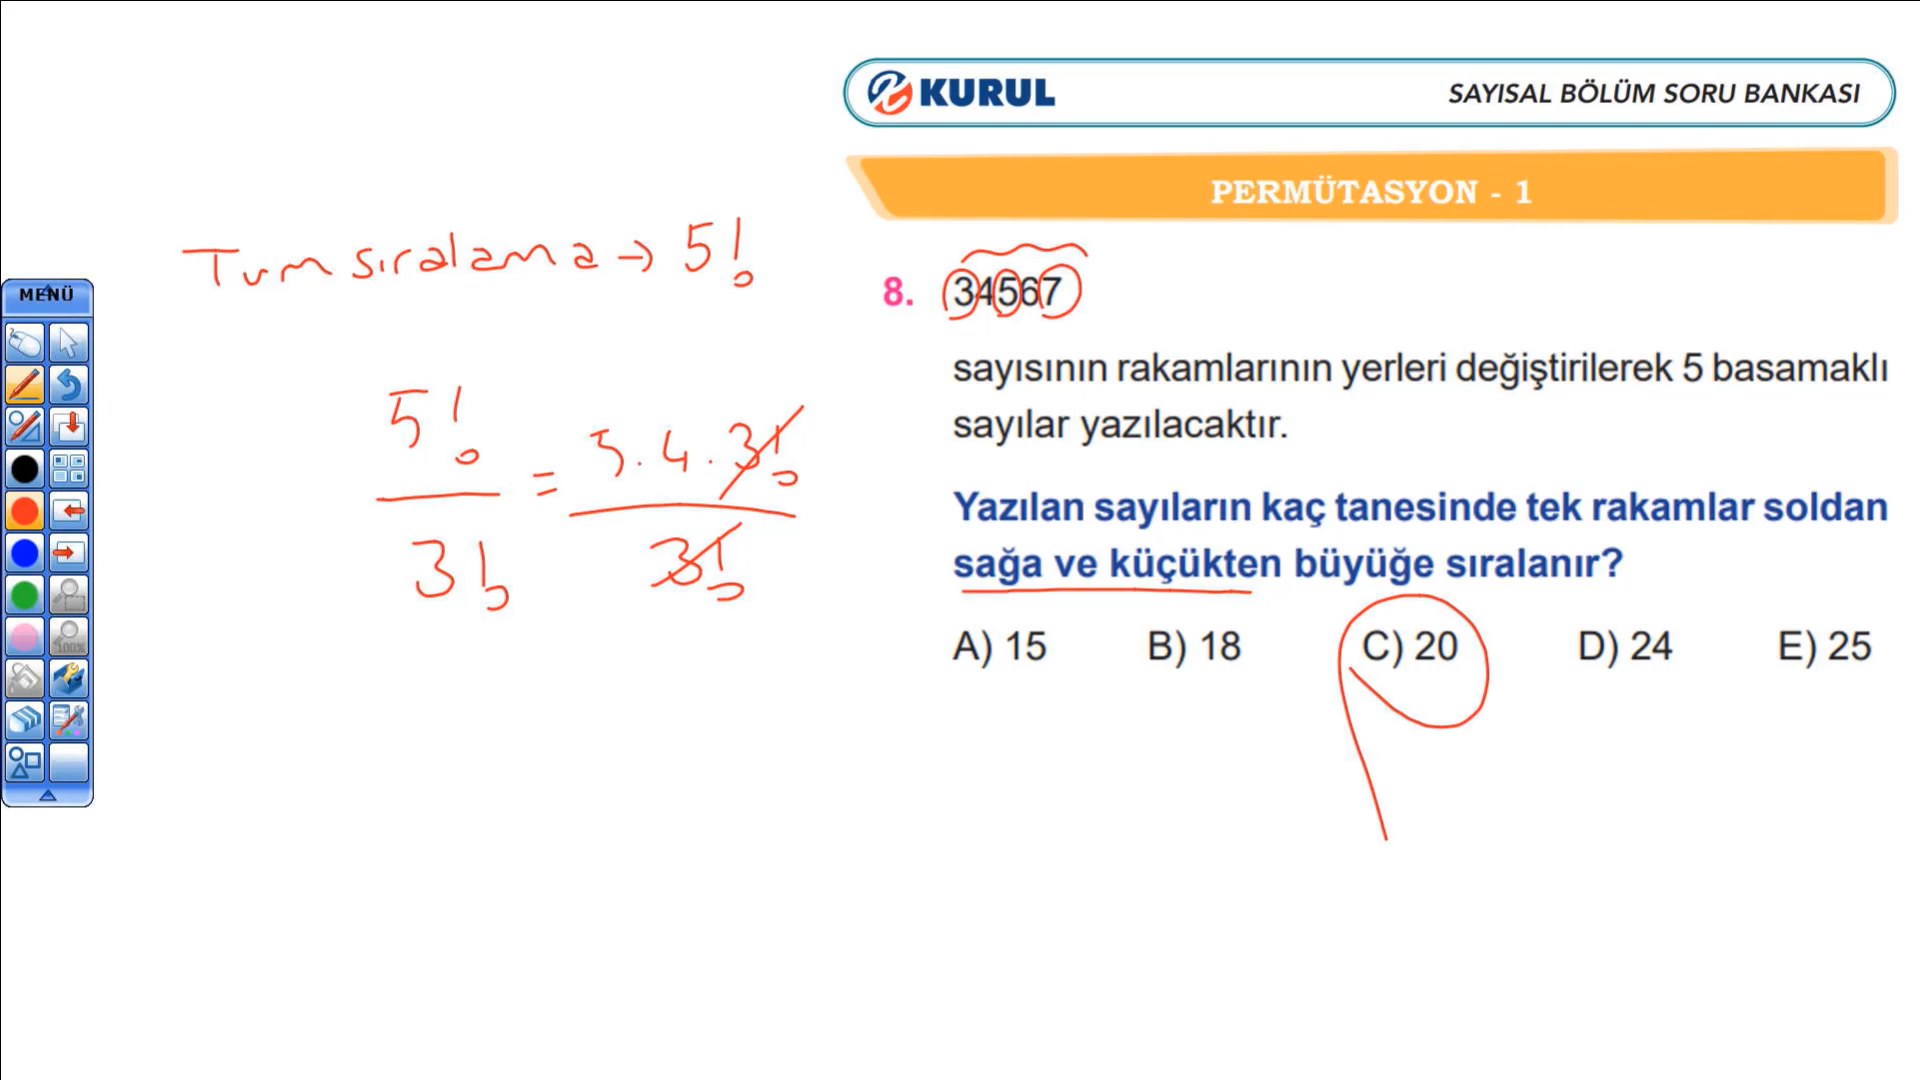 KURUL
SAYISAL BÖLÜM SORU BANKASI
PERMÜTASYON - 1
Tum sıralama → 5!
8. 34567
MENÜ
sayısının rakamlarının yerleri değiştirilerek 5 basamaklı
sayılar yazılacaktır.
5! / 3! = 5.4.3! / 3!
Yazılan sayıların kaç tanesinde tek rakamlar soldan
sağa ve küçükten büyüğe sıralanır?
A) 15 B) 18 C) 20 D) 24 E) 25
100%